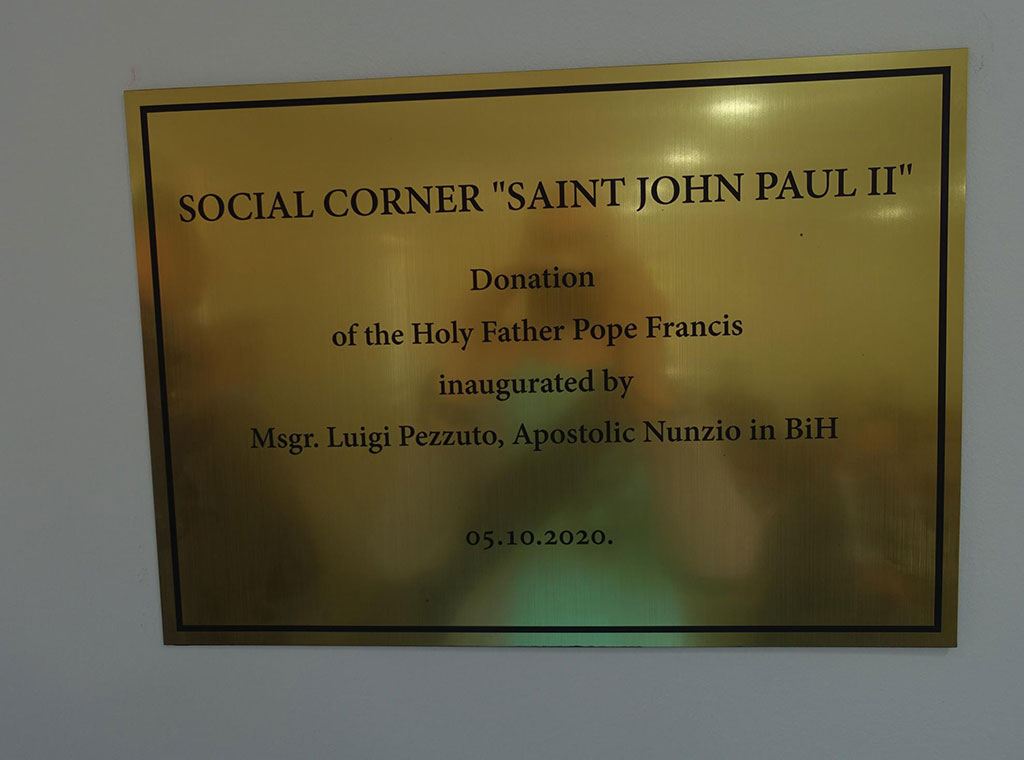 SOCIAL CORNER "SAINT JOHN PAUL II"
Donation
of the Holy Father Pope Francis
inaugurated by
Msgr. Luigi Pezzuto, Apostolic Nunzio in BiH
05.10.2020.